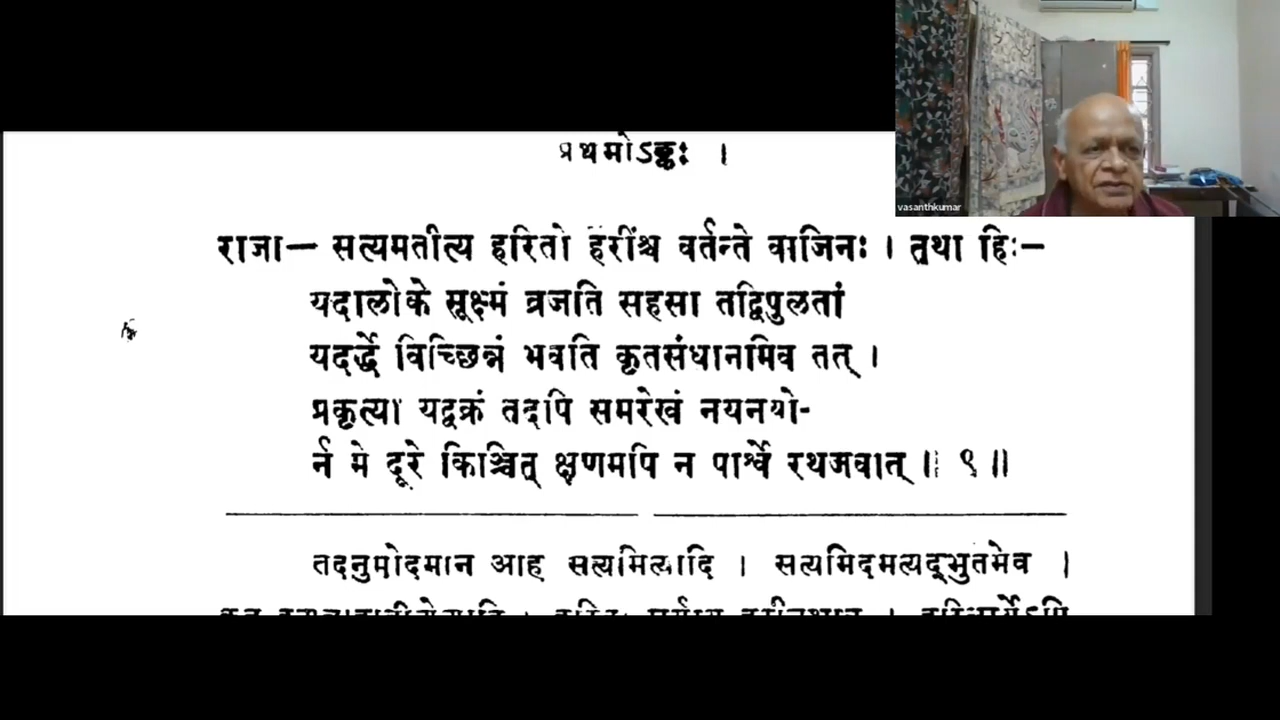 प्रथमोऽङ्कः ।
vasanthkumar
राजा— सत्यमतीत्य हरितो हरींश्च वर्तन्ते वाजिनः । तथा हिः—
यदालोके सूक्ष्मं व्रजति सहसा तद्विपुलतां
यदर्द्धे विच्छिन्नं भवति कृतसंधानमिव तत् ।
प्रकृत्या यद्वक्रं तदपि समरेखं नयनयो-
र्न मे दूरे किञ्चित् क्षणमपि न पार्श्वे रथजवात् ॥ ९ ॥
तदनुमोदमान आह सत्यमित्यादि । सत्यमिदमत्यद्भुतमेव ।